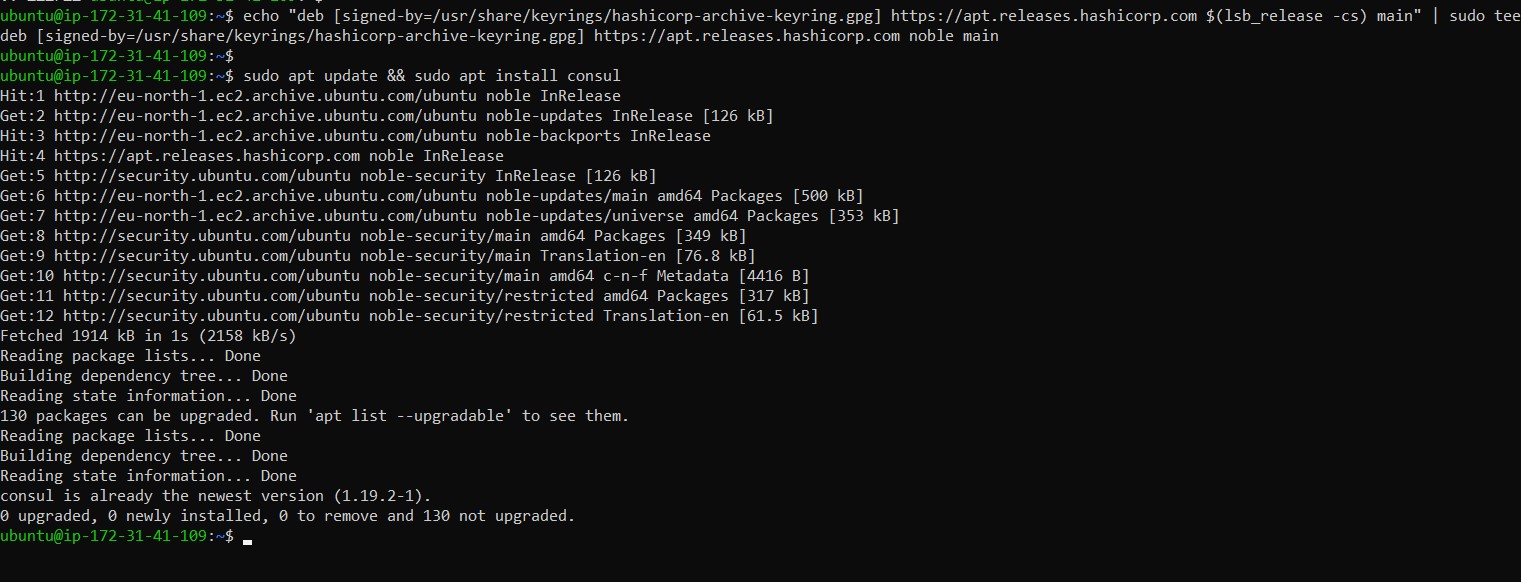 ubuntu@ip-172-31-41-109:~$ echo "deb [signed-by=/usr/share/keyrings/hashicorp-archive-keyring.gpg] https://apt.releases.hashicorp.com $(lsb_release -cs) main" | sudo tee
deb [signed-by=/usr/share/keyrings/hashicorp-archive-keyring.gpg] https://apt.releases.hashicorp.com noble main
ubuntu@ip-172-31-41-109:~$
ubuntu@ip-172-31-41-109:~$ sudo apt update && sudo apt install consul
Hit:1 http://eu-north-1.ec2.archive.ubuntu.com/ubuntu noble InRelease
Get:2 http://eu-north-1.ec2.archive.ubuntu.com/ubuntu noble-updates InRelease [126 kB]
Hit:3 http://eu-north-1.ec2.archive.ubuntu.com/ubuntu noble-backports InRelease
Hit:4 https://apt.releases.hashicorp.com noble InRelease
Get:5 http://security.ubuntu.com/ubuntu noble-security InRelease [126 kB]
Get:6 http://eu-north-1.ec2.archive.ubuntu.com/ubuntu noble-updates/main amd64 Packages [500 kB]
Get:7 http://eu-north-1.ec2.archive.ubuntu.com/ubuntu noble-updates/universe amd64 Packages [353 kB]
Get:8 http://security.ubuntu.com/ubuntu noble-security/main amd64 Packages [349 kB]
Get:9 http://security.ubuntu.com/ubuntu noble-security/main Translation-en [76.8 kB]
Get:10 http://security.ubuntu.com/ubuntu noble-security/main amd64 c-n-f Metadata [4416 B]
Get:11 http://security.ubuntu.com/ubuntu noble-security/restricted amd64 Packages [317 kB]
Get:12 http://security.ubuntu.com/ubuntu noble-security/restricted Translation-en [61.5 kB]
Fetched 1914 kB in 1s (2158 kB/s)
Reading package lists... Done
Building dependency tree... Done
Reading state information... Done
130 packages can be upgraded. Run 'apt list --upgradable' to see them.
Reading package lists... Done
Building dependency tree... Done
Reading state information... Done
consul is already the newest version (1.19.2-1).
0 upgraded, 0 newly installed, 0 to remove and 130 not upgraded.
ubuntu@ip-172-31-41-109:~$